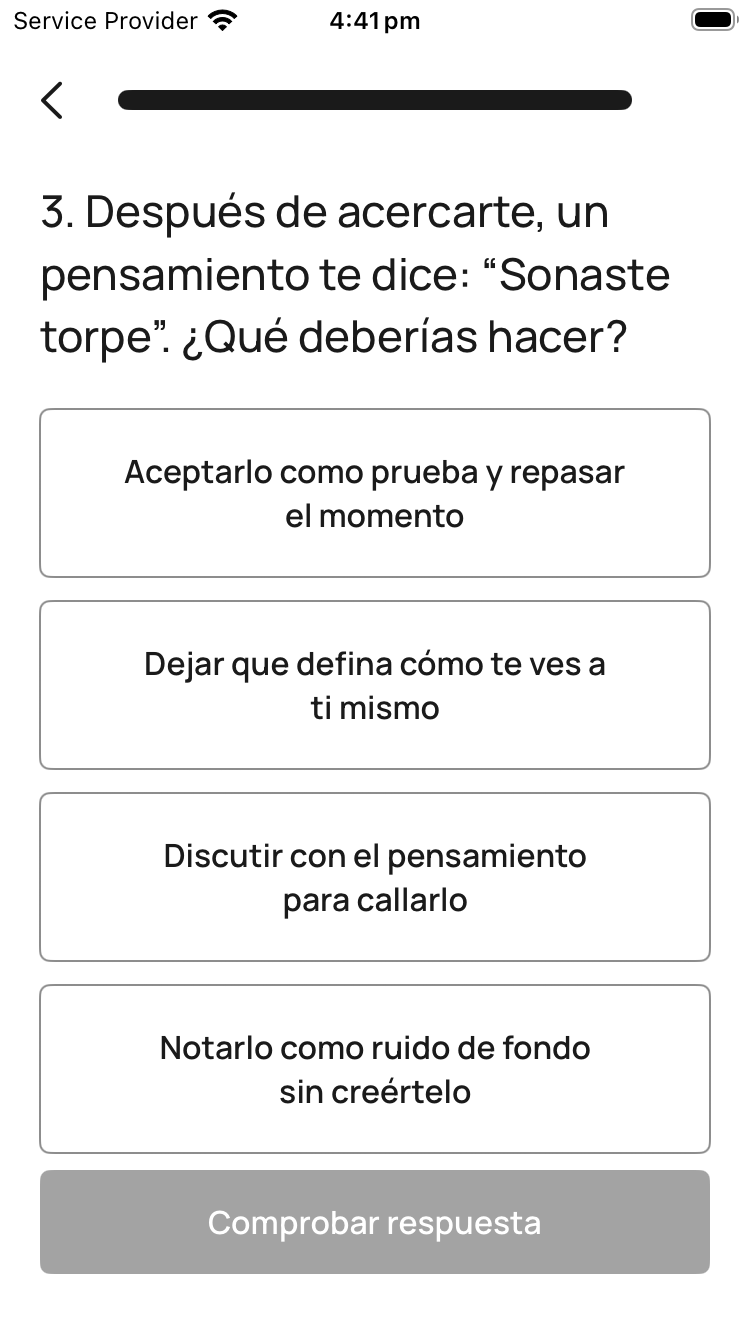 Service Provider 4:41 pm
3. Después de acercarte, un
pensamiento te dice: “Sonaste
torpe”. ¿Qué deberías hacer?
Aceptarlo como prueba y repasar
el momento
Dejar que defina cómo te ves a
ti mismo
Discutir con el pensamiento
para callarlo
Notarlo como ruido de fondo
sin creértelo
Comprobar respuesta